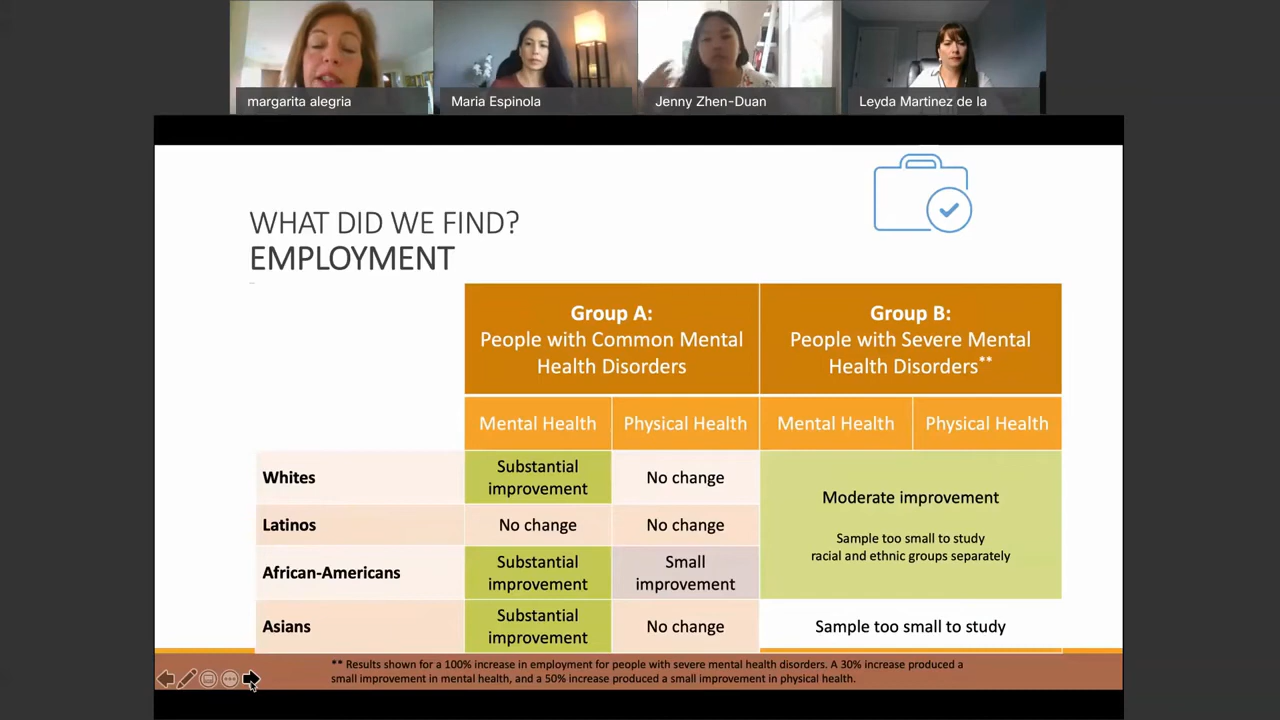 margarita alegria
Maria Espinola
Jenny Zhen-Duan
Leyda Martinez de la
WHAT DID WE FIND?
EMPLOYMENT
Group A:
People with Common Mental
Health Disorders
Group B:
People with Severe Mental
Health Disorders**
Mental Health
Physical Health
Mental Health
Physical Health
Whites
Substantial
improvement
No change
Moderate improvement
Sample too small to study
racial and ethnic groups separately
Latinos
No change
No change
African-Americans
Substantial
improvement
Small
improvement
Asians
Substantial
improvement
No change
Sample too small to study
** Results shown for a 100% increase in employment for people with severe mental health disorders. A 30% increase produced a
small improvement in mental health, and a 50% increase produced a small improvement in physical health.